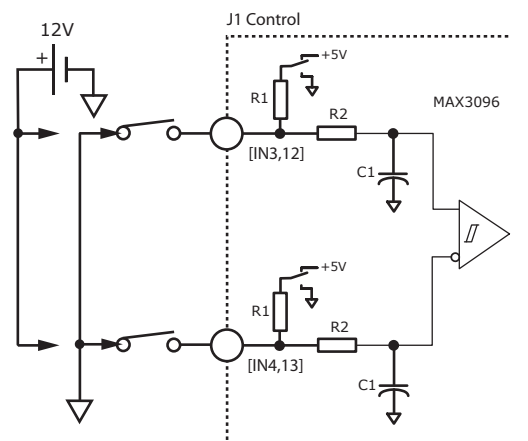 J1 Control
12V
+
+5V
R1
MAX3096
R2
[IN3,12]
C1
+5V
R1
R2
[IN4,13]
C1